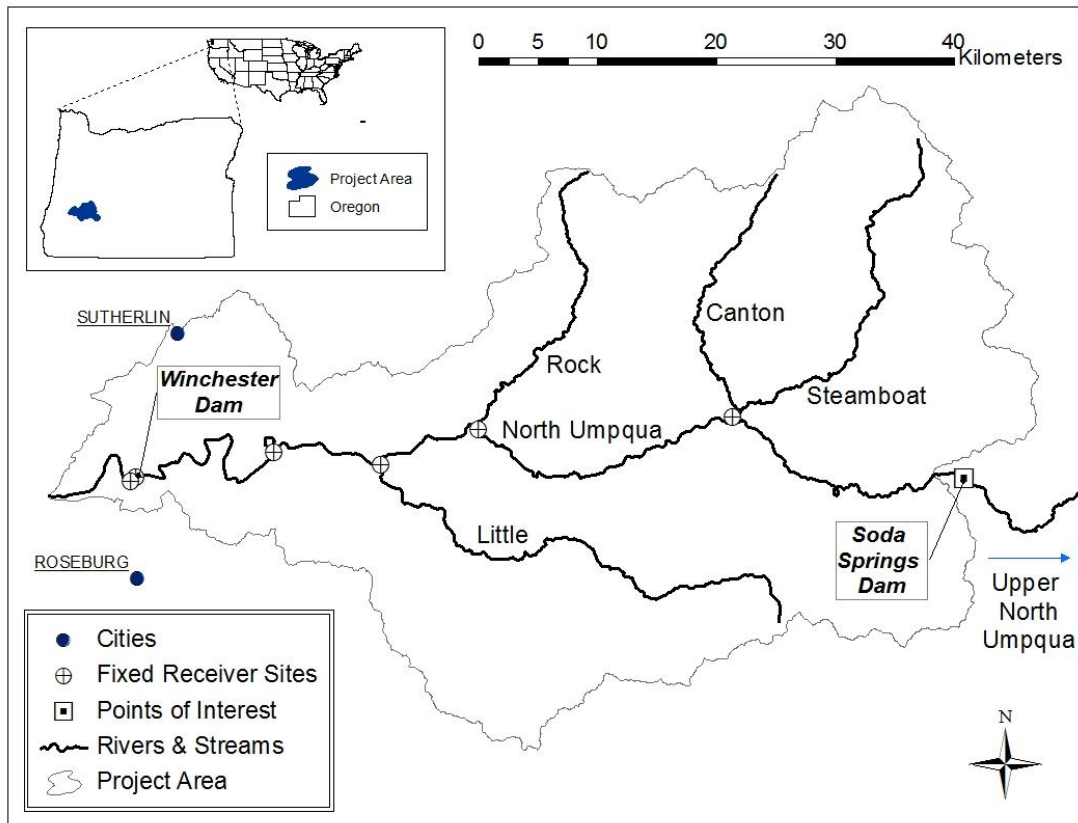 0 5 10 20 30 40
Kilometers
Project Area
Oregon
SUTHERLIN
Winchester
Dam
Rock
Canton
Steamboat
North Umpqua
Little
ROSEBURG
Soda
Springs
Dam
Upper
North
Umpqua
Cities
Fixed Receiver Sites
Points of Interest
Rivers & Streams
Project Area
N